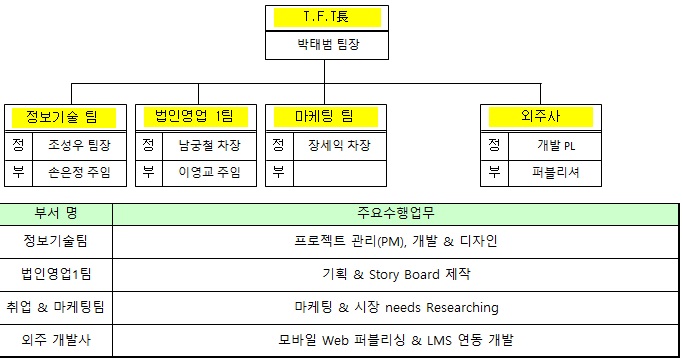 T.F.T長
박태범 팀장
정보기술 팀
정 조성우 팀장
부 손은정 주임
법인영업 1팀
정 남궁철 차장
부 이영교 주임
마케팅 팀
정 장세익 차장
부
외주사
정 개발 PL
부 퍼블리셔
부서 명 주요수행업무
정보기술팀 프로젝트 관리(PM), 개발 & 디자인
법인영업1팀 기획 & Story Board 제작
취업 & 마케팅팀 마케팅 & 시장 needs Researching
외주 개발사 모바일 Web 퍼블리싱 & LMS 연동 개발